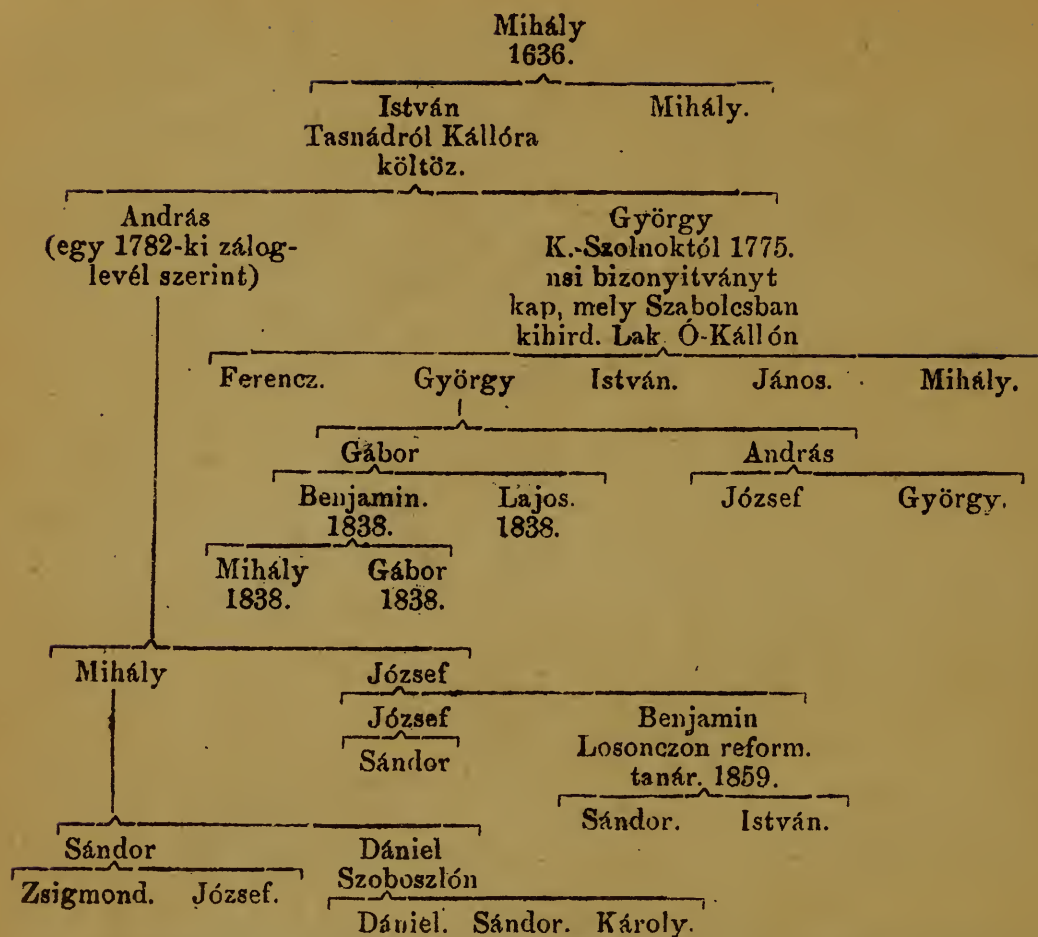 Mihály
1636.
István Mihály.
Tasnádról Kállóra
költöz.
András György
(egy 1782-ki zálog- K.-Szolnoktól 1775.
levél szerint) nsi bizonyitványt
kap, mely Szabolcsban
kihird. Lak Ó-Kállón
Ferencz. György István. János. Mihály.
Gábor András
Benjamin. Lajos. József György.
1838. 1838.
Mihály Gábor
1838. 1838.
Mihály József
József Benjamin
Sándor Losonczon reform.
tanár. 1859.
Sándor. István.
Sándor Dániel
Zsigmond. József. Szoboszlón
Dániel. Sándor. Károly.